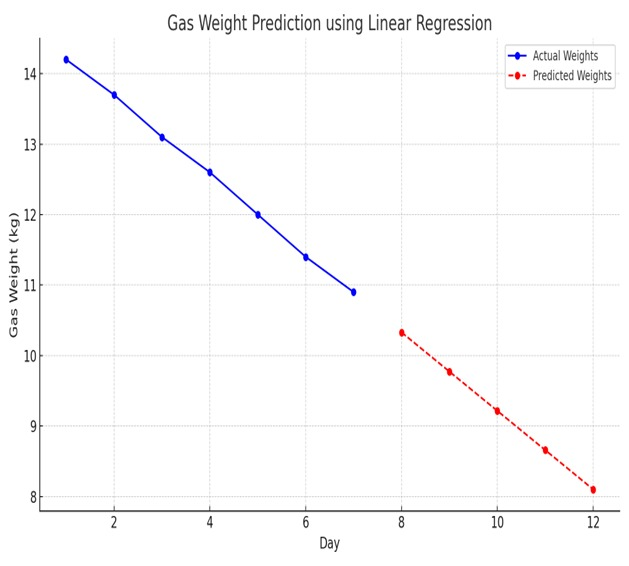 Gas Weight Prediction using Linear Regression
Actual Weights
Predicted Weights
14
13
12
11
10
9
8
Gas Weight (kg)
2 4 6 8 10 12
Day